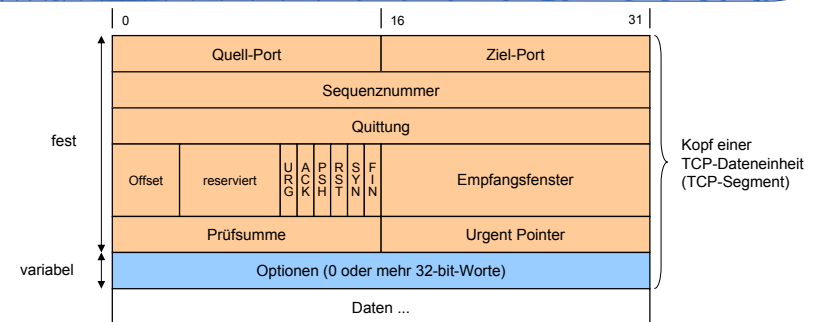 0 16 31
Quell-Port Ziel-Port
Sequenznummer
fest
Quittung
Kopf einer
TCP-Dateneinheit
(TCP-Segment)
Offset reserviert URG ACK PSH RST SYN FIN Empfangsfenster
Prüfsumme Urgent Pointer
variabel Optionen (0 oder mehr 32-bit-Worte)
Daten ...